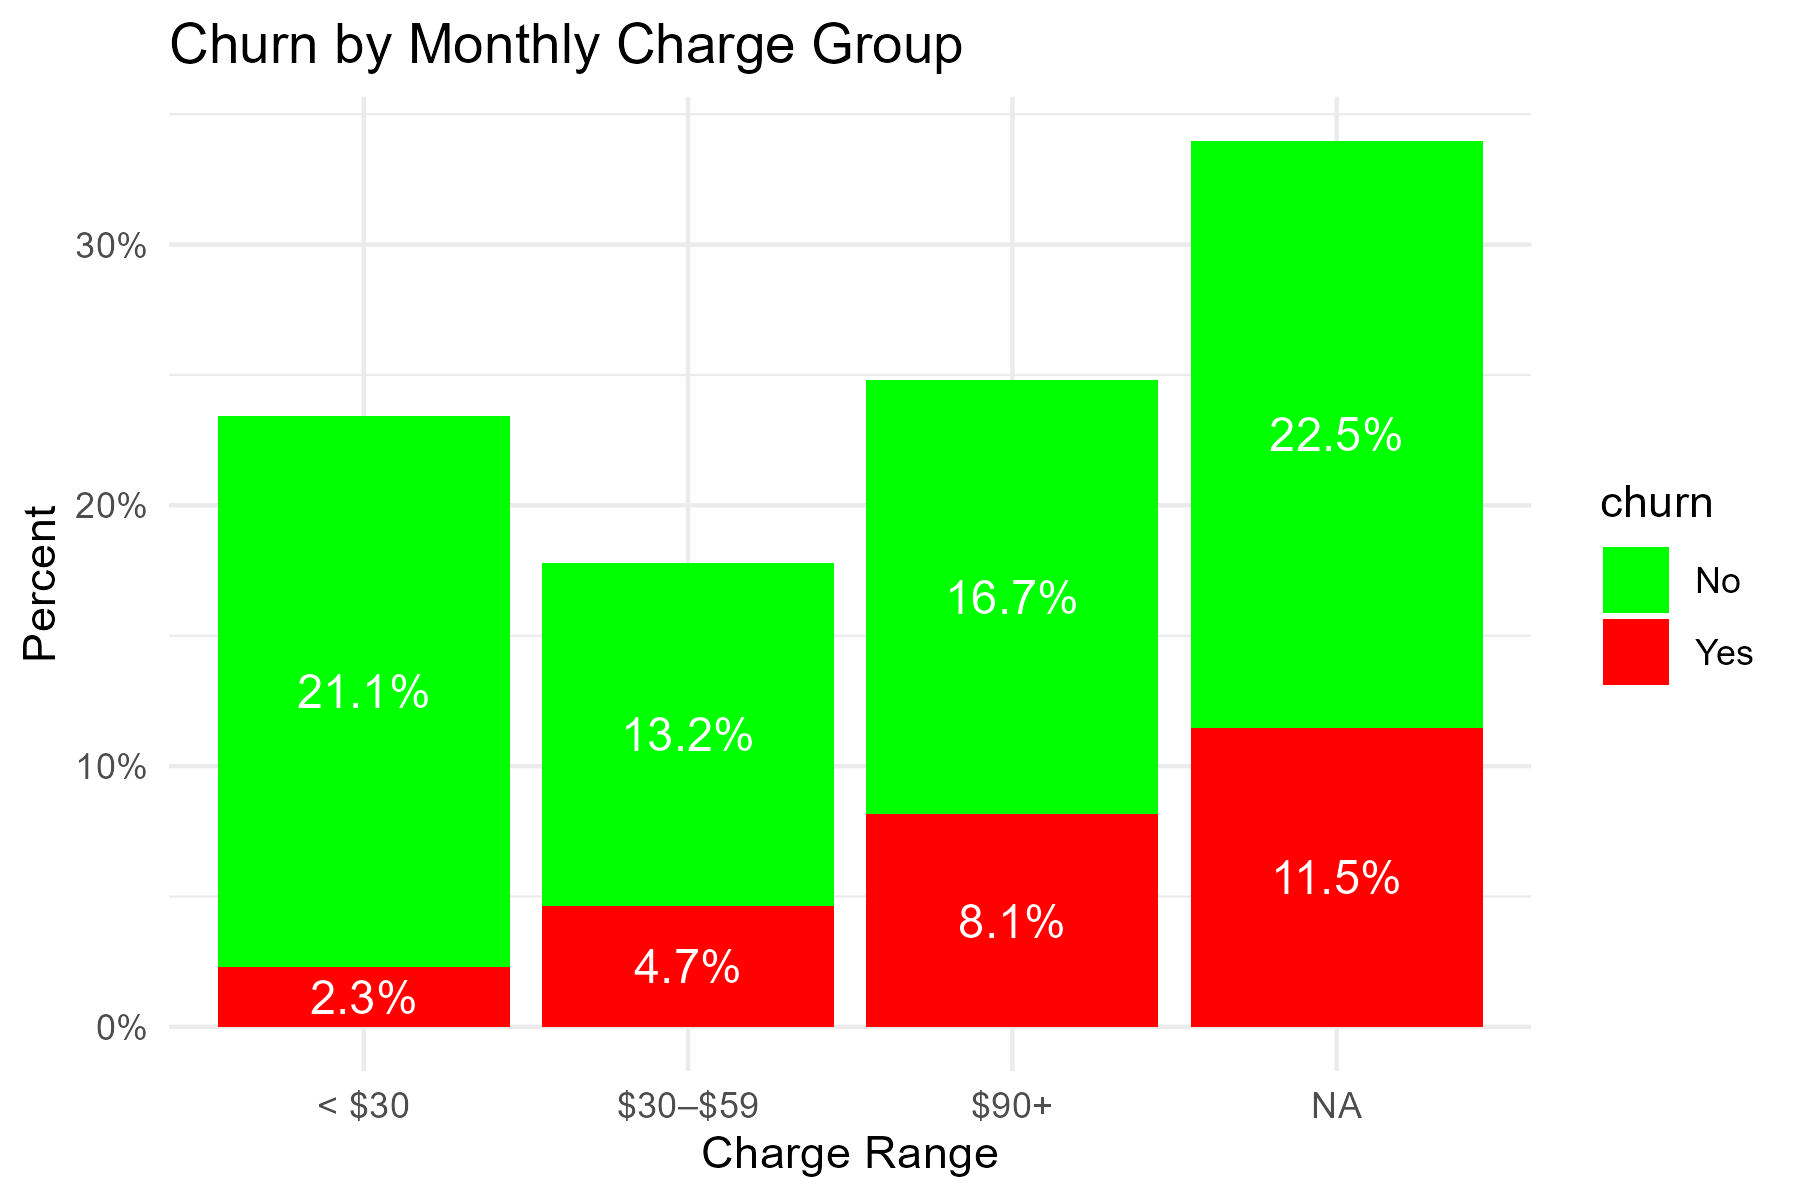 Churn by Monthly Charge Group
Percent
30%
20%
10%
0%
21.1%
2.3%
13.2%
4.7%
16.7%
8.1%
22.5%
11.5%
< $30
$30–$59
$90+
NA
Charge Range
churn
No
Yes